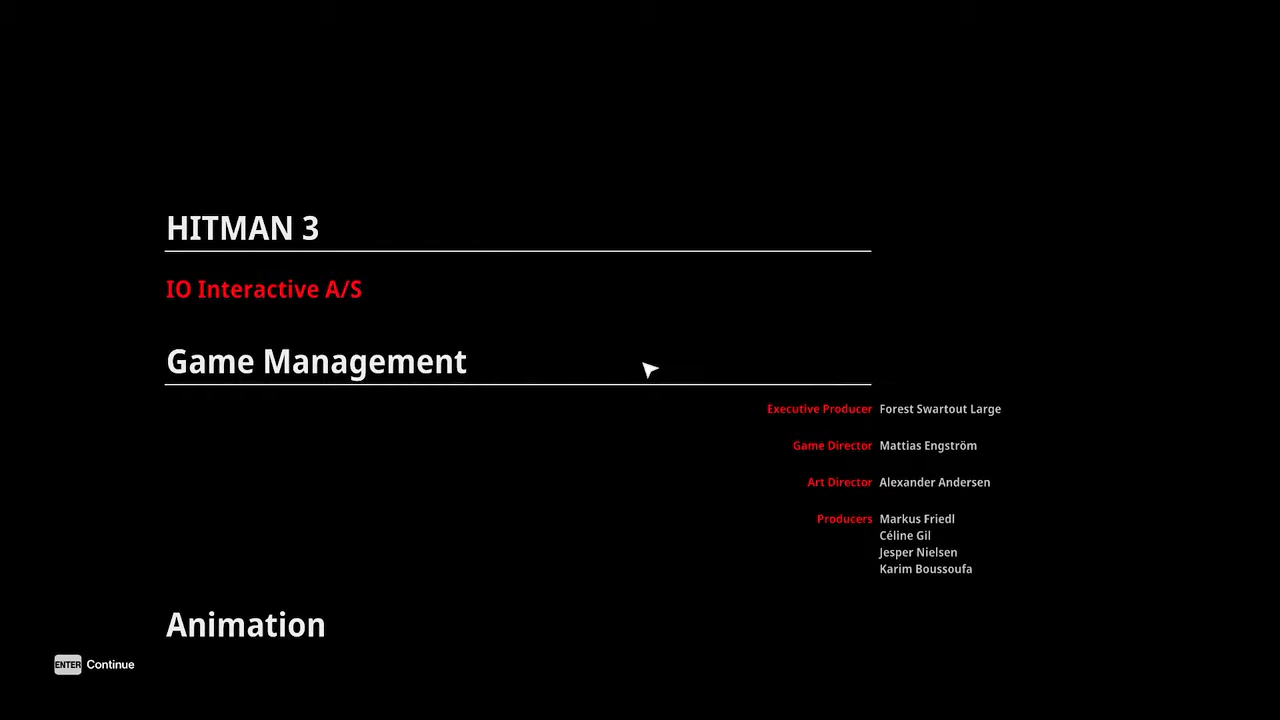 HITMAN 3
IO Interactive A/S
Game Management
Executive Producer Forest Swartout Large
Game Director Mattias Engström
Art Director Alexander Andersen
Producers Markus Friedl
Céline Gil
Jesper Nielsen
Karim Boussoufa
Animation
ENTER Continue